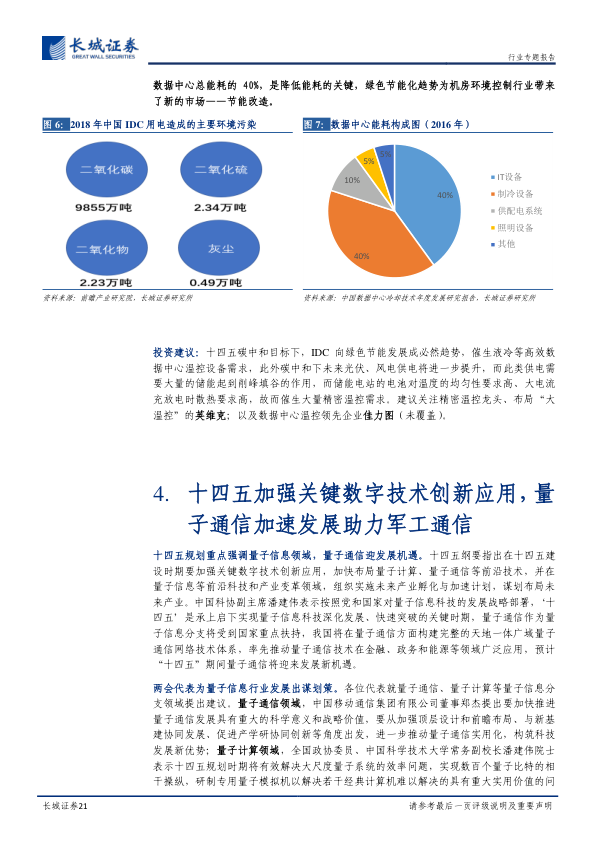 长城证券
GREAT WALL SECURITIES
行业专题报告
数据中心总能耗的 40%，是降低能耗的关键，绿色节能化趋势为机房环境控制行业带来
了新的市场——节能改造。
图 6： 2018 年中国 IDC 用电造成的主要环境污染
二氧化碳
二氧化硫
9855万吨
2.34万吨
二氧化物
灰尘
2.23万吨
0.49万吨
资料来源：前瞻产业研究院，长城证券研究所
图 7： 数据中心能耗构成图（2016 年）
40%
40%
10%
5%
5%
IT设备
制冷设备
供配电系统
照明设备
其他
资料来源：中国数据中心冷却技术年度发展研究报告，长城证券研究所
投资建议：十四五碳中和目标下，IDC 向绿色节能发展成必然趋势，催生液冷等高效数
据中心温控设备需求，此外碳中和下未来光伏、风电供电将进一步提升，而此类供电需
要大量的储能起到削峰填谷的作用，而储能电站的电池对温度的均匀性要求高、大电流
充放电时散热要求高，故而催生大量精密温控需求。建议关注精密温控龙头、布局“大
温控”的英维克；以及数据中心温控领先企业佳力图（未覆盖）。
4. 十四五加强关键数字技术创新应用，量
子通信加速发展助力军工通信
十四五规划重点强调量子信息领域，量子通信迎发展机遇。十四五纲要指出在十四五建
设时期要加强关键数字技术创新应用，加快布局量子计算、量子通信等前沿技术，并在
量子信息等前沿科技和产业变革领域，组织实施未来产业孵化与加速计划，谋划布局未
来产业。中国科协副主席潘建伟表示按照党和国家对量子信息科技的发展战略部署，‘十
四五’是承上启下实现量子信息科技深化发展、快速突破的关键时期，量子通信作为量
子信息分支将受到国家重点扶持，我国将在量子通信方面构建完整的天地一体广域量子
通信网络技术体系，率先推动量子通信技术在金融、政务和能源等领域广泛应用，预计
“十四五”期间量子通信将迎来发展新机遇。
两会代表为量子信息行业发展出谋划策。各位代表就量子通信、量子计算等量子信息分
支领域提出建议。量子通信领域，中国移动通信集团有限公司董事郑杰提出要加快推进
量子通信发展具有重大的科学意义和战略价值，要从加强顶层设计和前瞻布局、与新基
建协同发展、促进产学研协同创新等角度出发，进一步推动量子通信实用化，构筑科技
发展新优势；量子计算领域，全国政协委员、中国科学技术大学常务副校长潘建伟院士
表示十四五规划时期将有效解决大尺度量子系统的效率问题，实现数百个量子比特的相
干操纵，研制专用量子模拟机以解决若干经典计算机难以解决的具有重大实用价值的问
长城证券21
请参考最后一页评级说明及重要声明